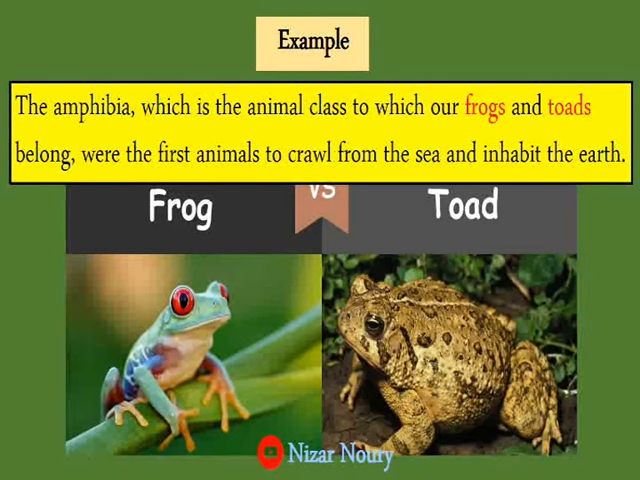 Example
The amphibia, which is the animal class to which our frogs and toads
belong, were the first animals to crawl from the sea and inhabit the earth.
Frog
VS
Toad
Nizar Noury